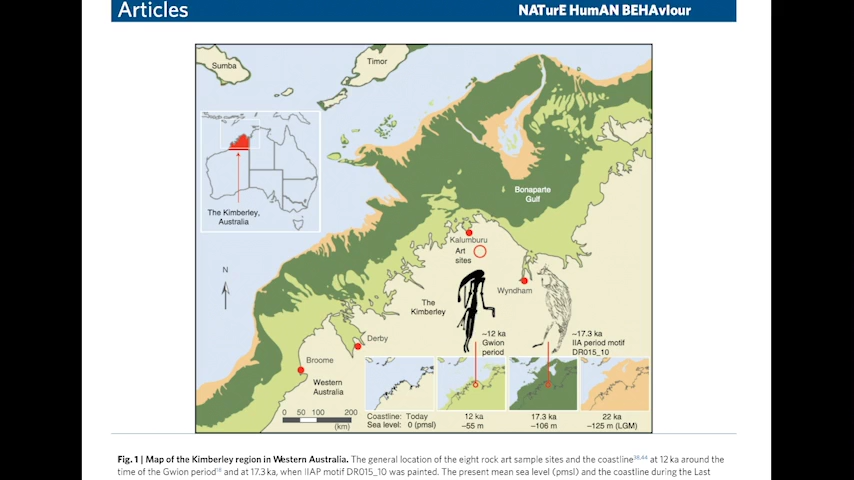 Articles
NATurE HumAN BEHAvIour
Sumba
Timor
The Kimberley,
Australia
Bonaparte
Gulf
Kalumburu
Art
sites
N
Wyndham
The
Kimberley
~12 ka
Gwion
period
~17.3 ka
IIA period motif
DR015_10
Derby
Broome
Western
Australia
0 50 100 200
(km)
Coastline: Today 12 ka 17.3 ka 22 ka
Sea level: 0 (pmsl) –55 m –106 m –125 m (LGM)
Fig. 1 | Map of the Kimberley region in Western Australia. The general location of the eight rock art sample sites and the coastline38,64 at 12 ka around the
time of the Gwion period18 and at 17.3 ka, when IIAP motif DR015_10 was painted. The present mean sea level (pmsl) and the coastline during the Last